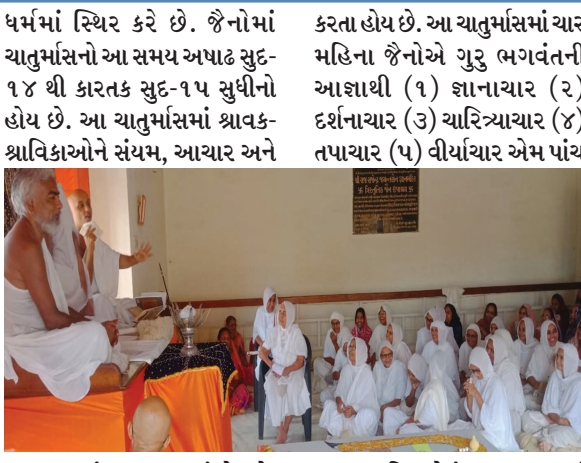 ધર્મમાં સ્થિર કરે છે. જૈનોમાં
ચાતુર્માસનો આ સમય અષાઢ સુદ-
૧૪ થી કારતક સુદ-૧૫ સુધીનો
હોય છે. આ ચાતુર્માસમાં શ્રાવક-
શ્રાવિકાઓને સંયમ, આચાર અને
કરતા હોય છે. આ ચાતુર્માસમાં ચાર
મહિના જૈનોએ ગુરુ ભગવંતની
આજ્ઞાથી (૧) જ્ઞાનાચાર (૨)
દર્શનાચાર (૩) ચારિત્ર્યાચાર (૪)
તપાચાર (૫) વીર્યાચાર એમ પાંચ